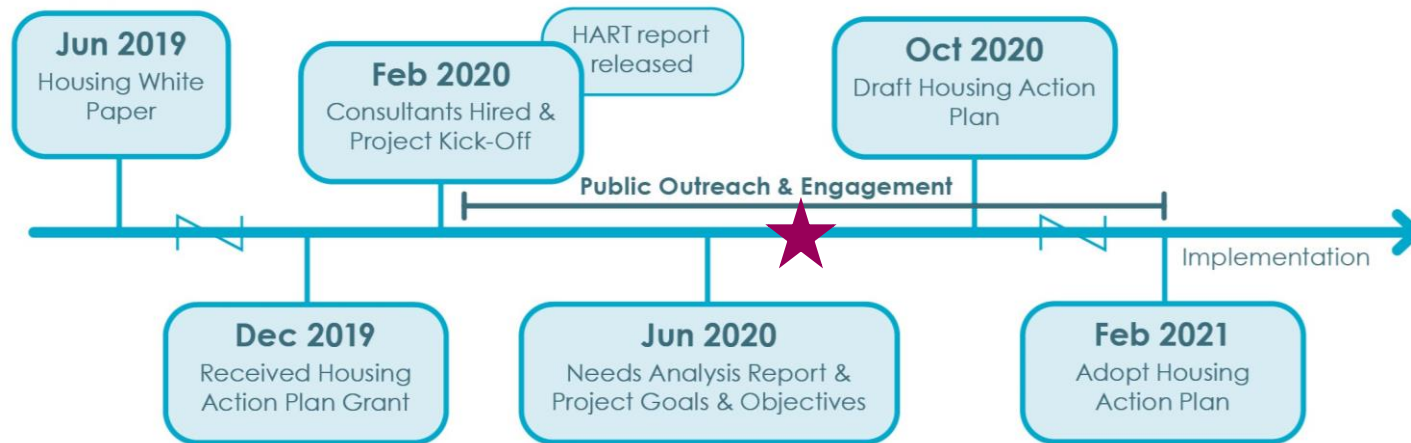 Jun 2019
Housing White
Paper
Feb 2020
Consultants Hired &
Project Kick-Off
HART report
released
Oct 2020
Draft Housing Action
Plan
Public Outreach & Engagement
Implementation
Dec 2019
Received Housing
Action Plan Grant
Jun 2020
Needs Analysis Report &
Project Goals & Objectives
Feb 2021
Adopt Housing
Action Plan